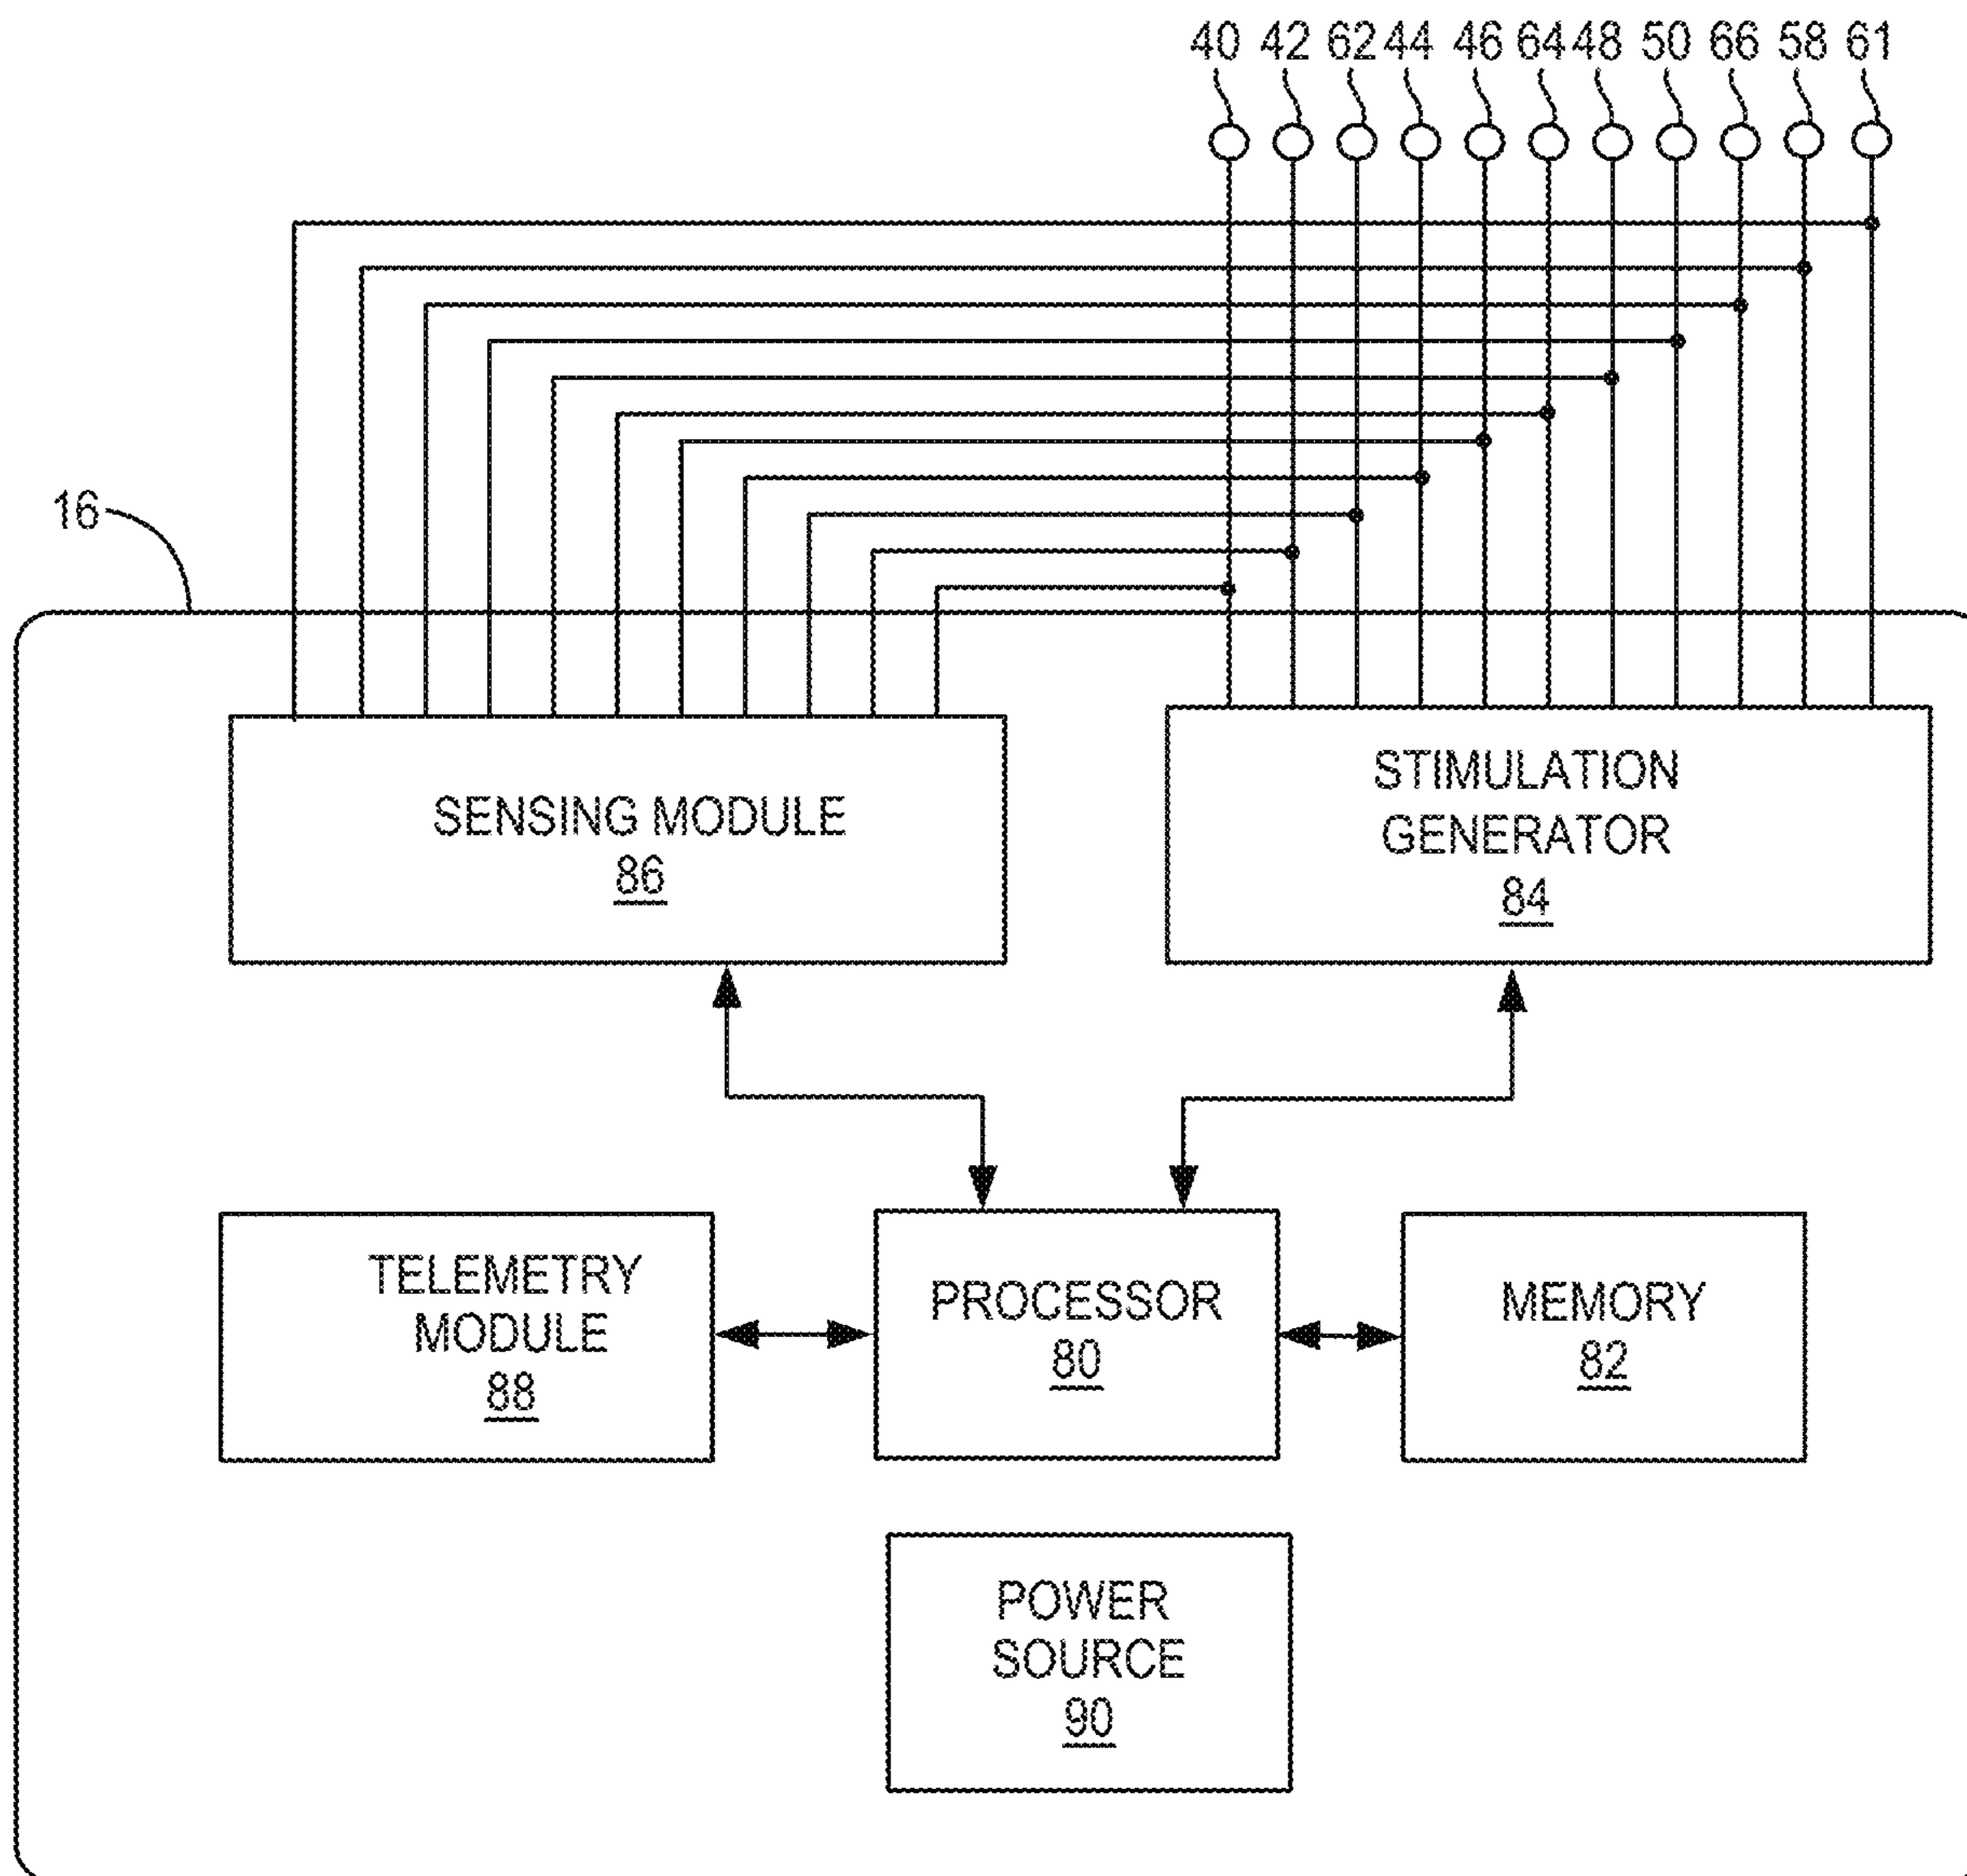 40 42 62 44 46 64 48 50 66 58 61
16
SENSING MODULE
86
STIMULATION
GENERATOR
84
TELEMETRY
MODULE
88
PROCESSOR
80
MEMORY
82
POWER
SOURCE
90